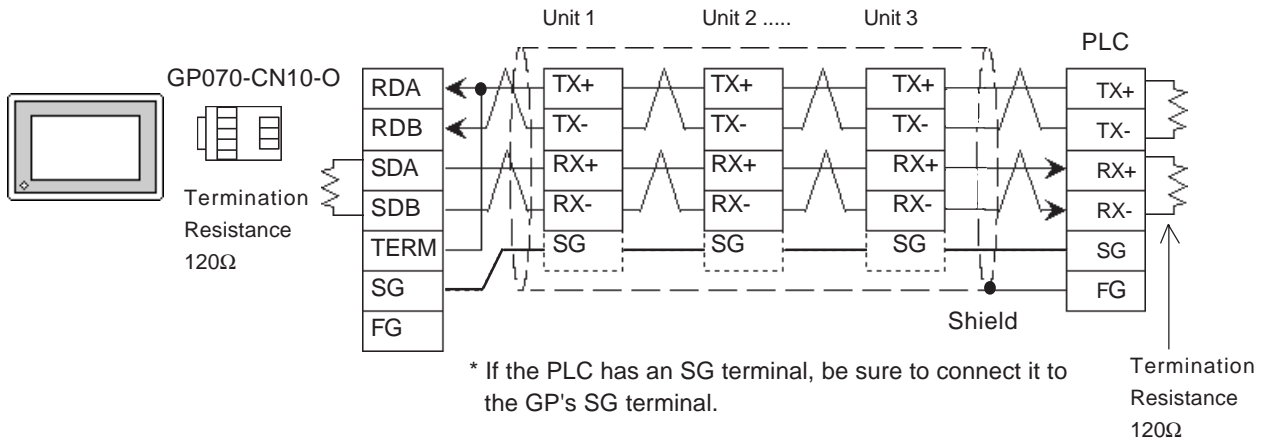 Unit 1 Unit 2 ..... Unit 3
PLC
GP070-CN10-O
RDA TX+ TX+ TX+ TX+
RDB TX- TX- TX- TX-
SDA RX+ RX+ RX+ RX+
SDB RX- RX- RX- RX-
TERM SG SG SG SG
SG FG
FG
Termination
Resistance
120Ω
Shield
* If the PLC has an SG terminal, be sure to connect it to
the GP's SG terminal.
Termination
Resistance
120Ω